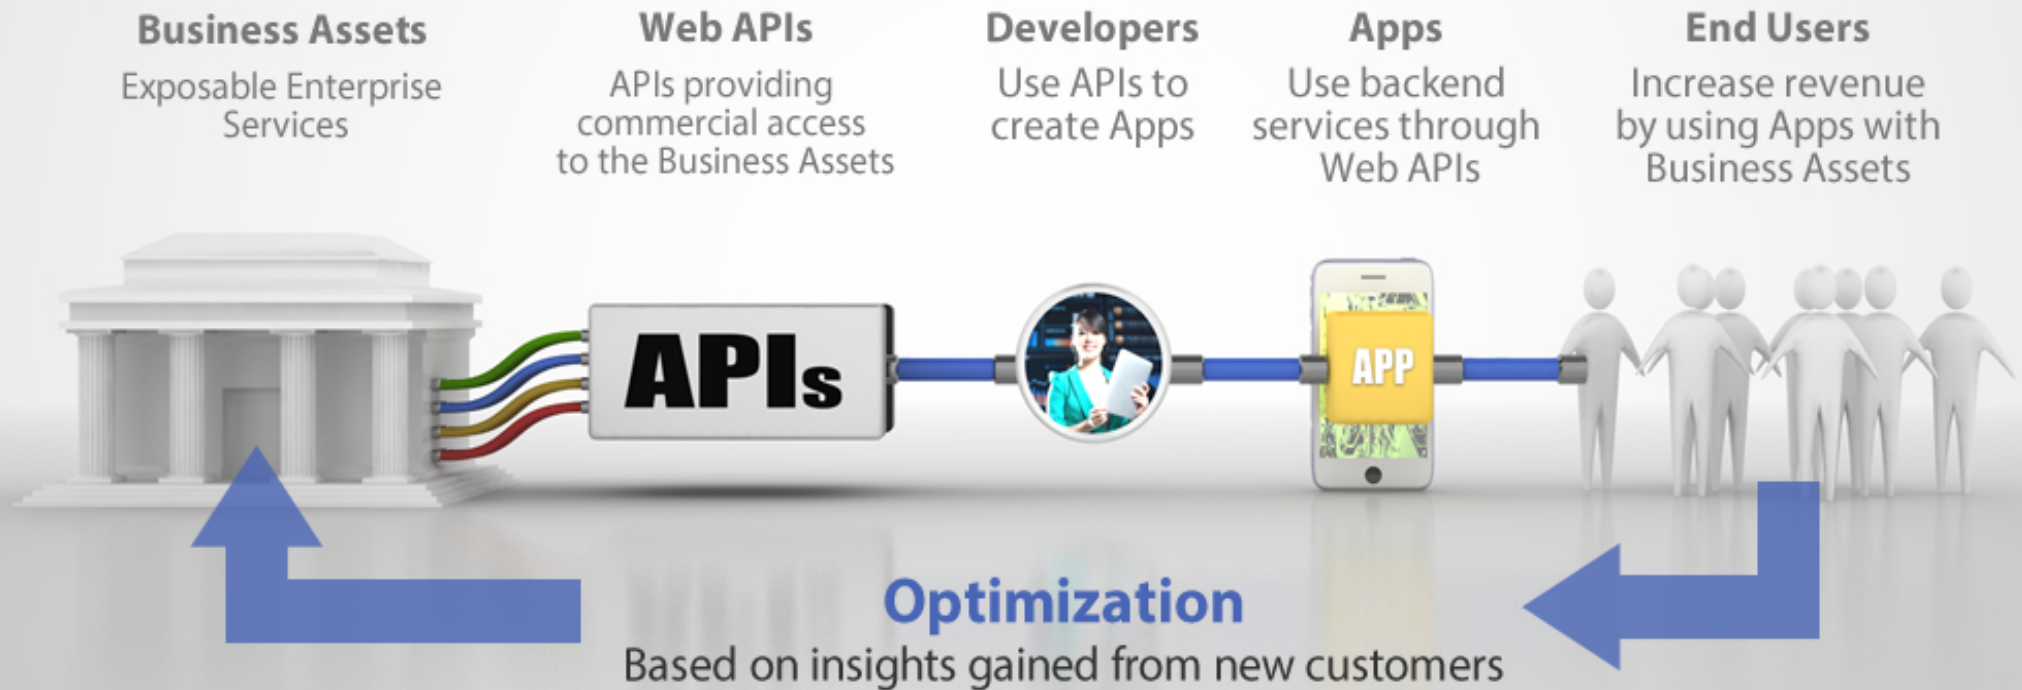 Business Assets
Exposable Enterprise
Services
Web APIs
APIs providing
commercial access
to the Business Assets
Developers
Use APIs to
create Apps
Apps
Use backend
services through
Web APIs
End Users
Increase revenue
by using Apps with
Business Assets
APIs
APP
Optimization
Based on insights gained from new customers